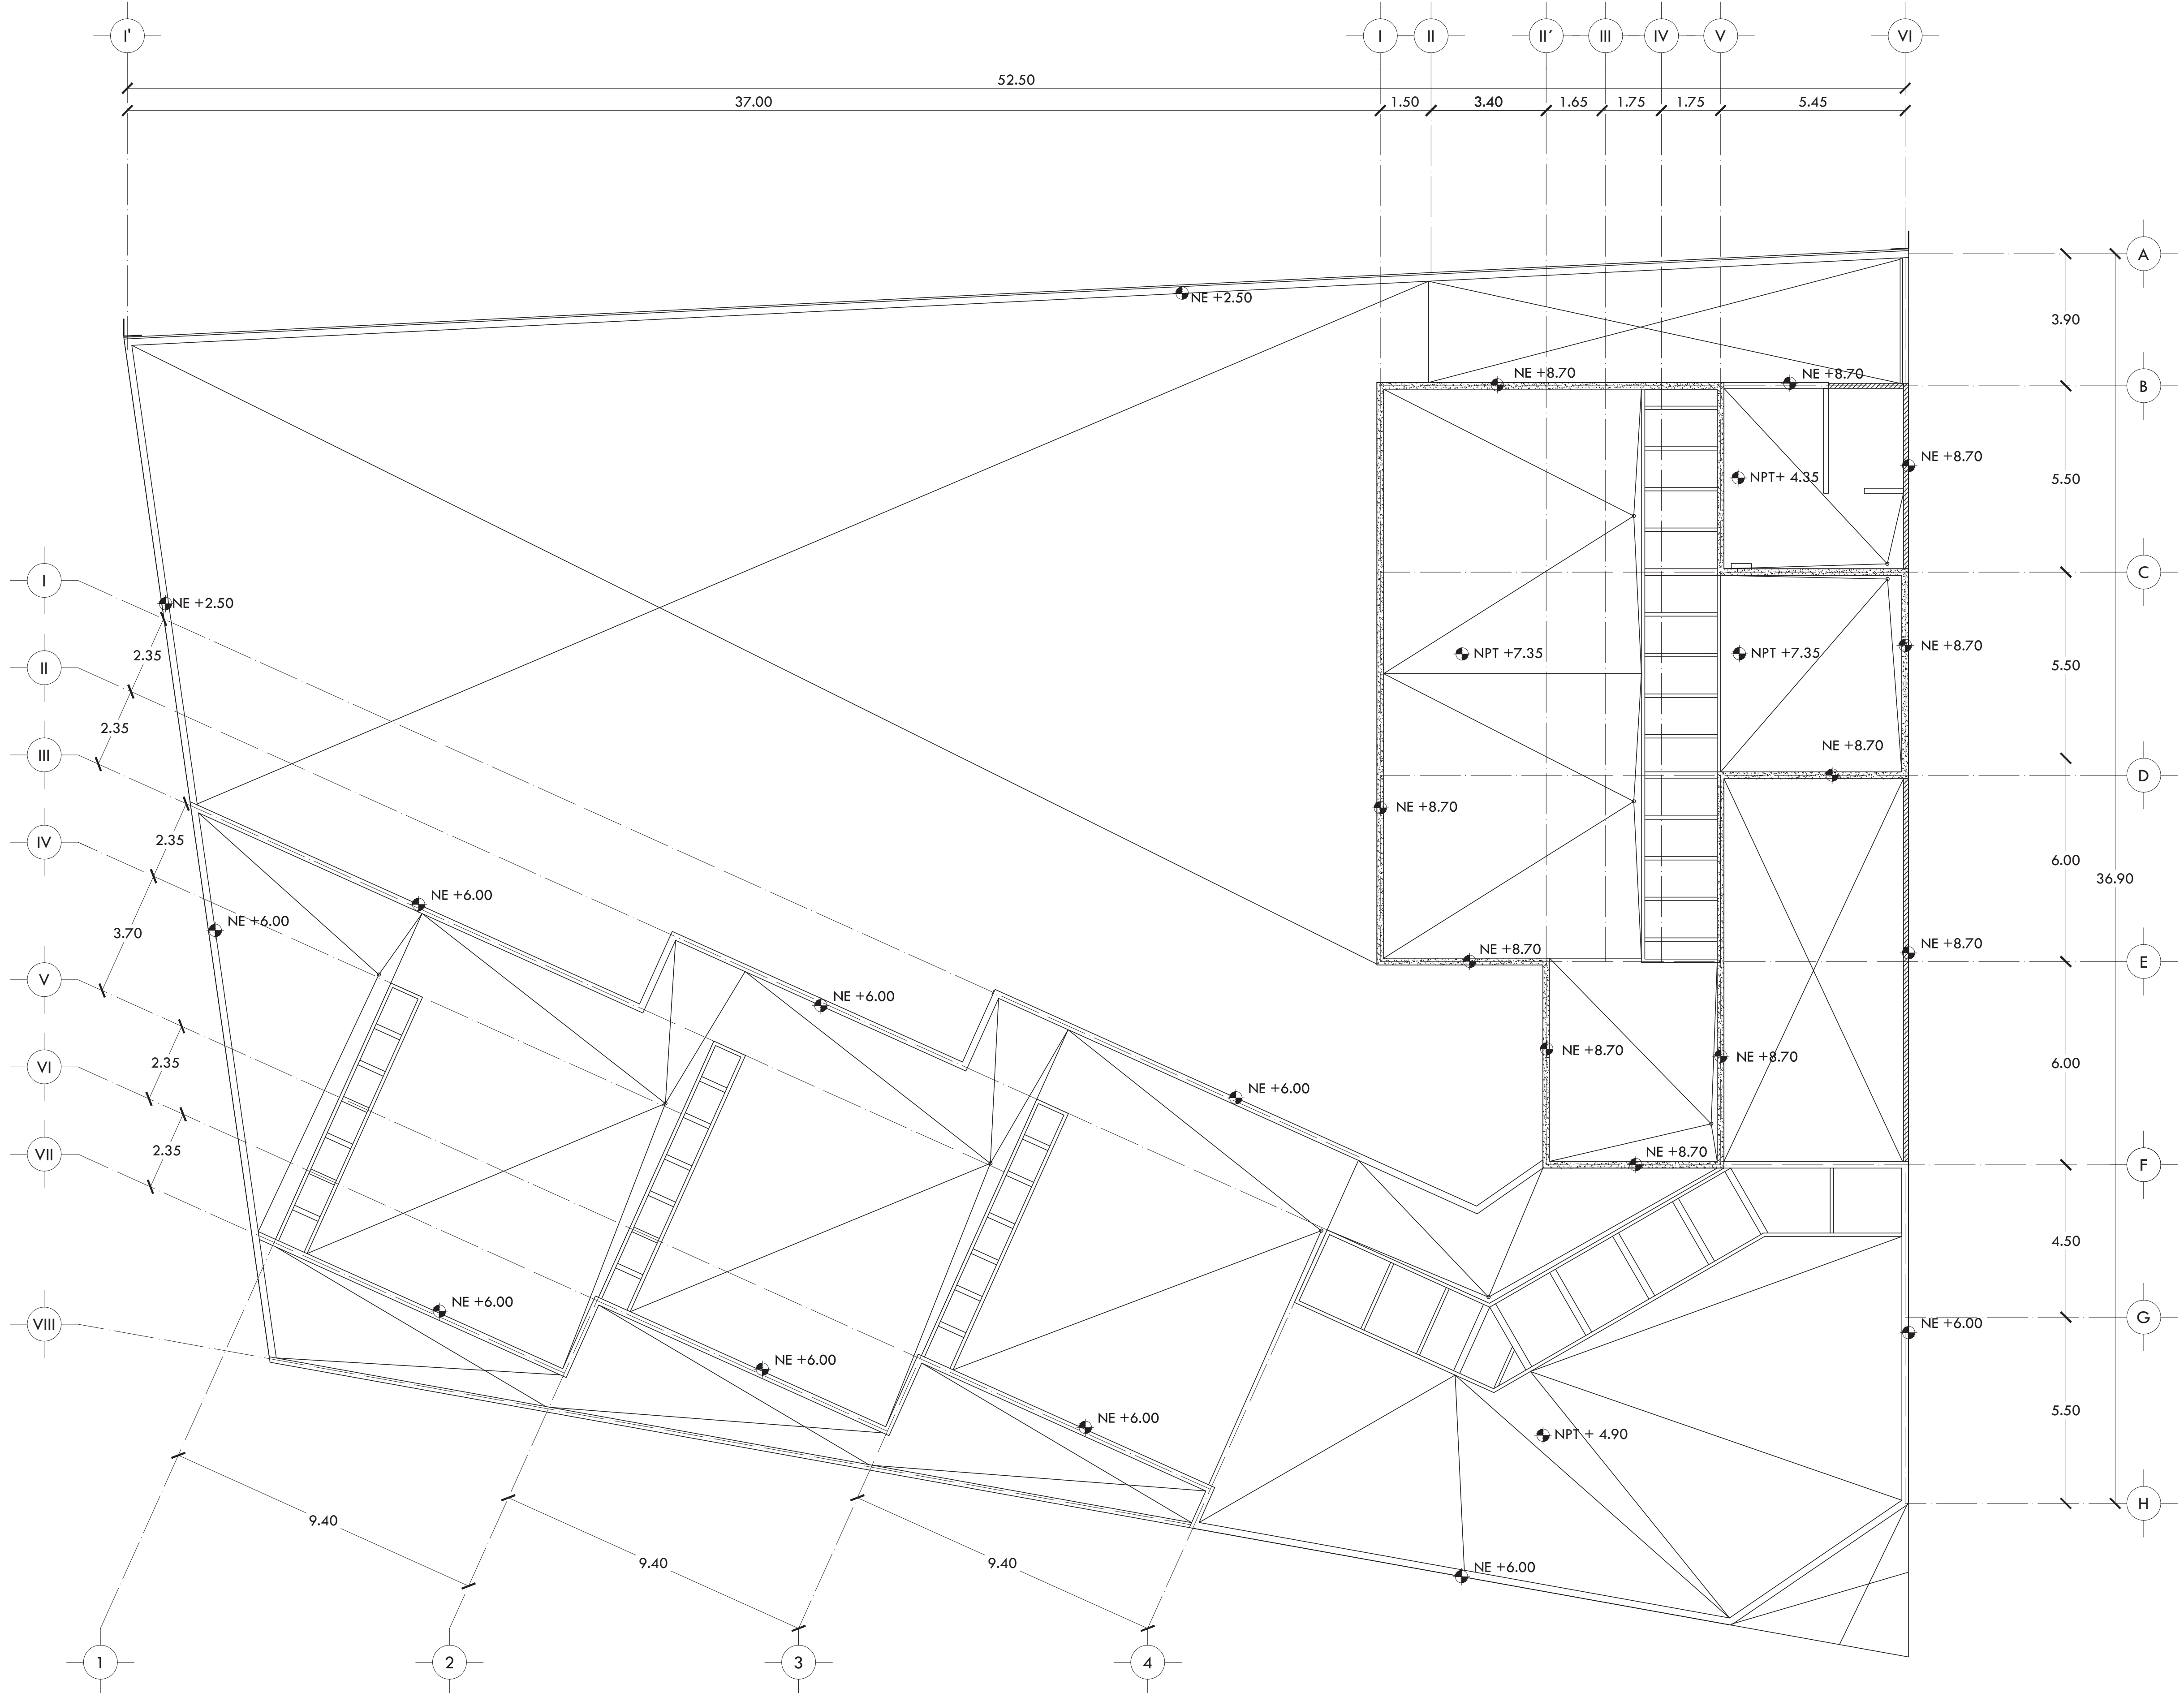 I' I II II´ III IV V VI
52.50
37.00 1.50 3.40 1.65 1.75 1.75 5.45
A
NE +2.50
3.90
NE +8.70 NE +8.70
B
NE +8.70
NPT+ 4.35
5.50
I
C
NE +2.50
2.35
NPT +7.35 NPT +7.35 NE +8.70
5.50
II
2.35
III
NE +8.70
D
NE +8.70
2.35
IV
6.00
36.90
NE +6.00
NE +6.00
3.70
NE +8.70 NE +8.70
E
V
NE +6.00
NE +8.70 NE +8.70
2.35
VI
6.00
NE +6.00
2.35
VII
NE +8.70
F
4.50
NE +6.00
VIII
NE +6.00
G
NE +6.00
NE +6.00
5.50
NPT + 4.90
H
9.40
9.40
9.40
NE +6.00
1 2 3 4